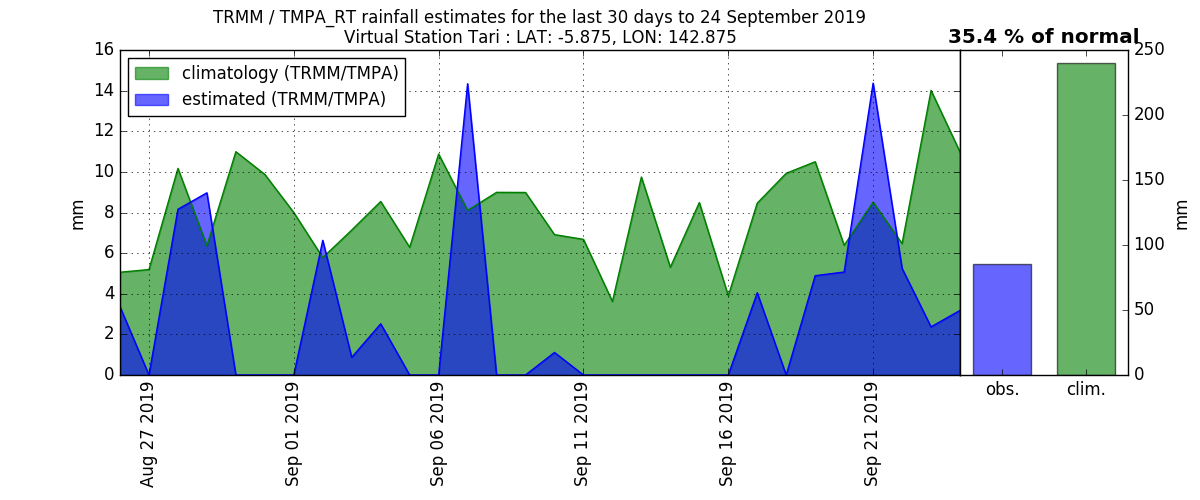 TRMM / TMPA_RT rainfall estimates for the last 30 days to 24 September 2019
Virtual Station Tari : LAT: -5.875, LON: 142.875
35.4 % of normal
climatology (TRMM/TMPA)
estimated (TRMM/TMPA)
mm
16
14
12
10
8
6
4
2
0
Aug 27 2019
Sep 01 2019
Sep 06 2019
Sep 11 2019
Sep 16 2019
Sep 21 2019
obs.
clim.
250
200
150
100
50
0
mm